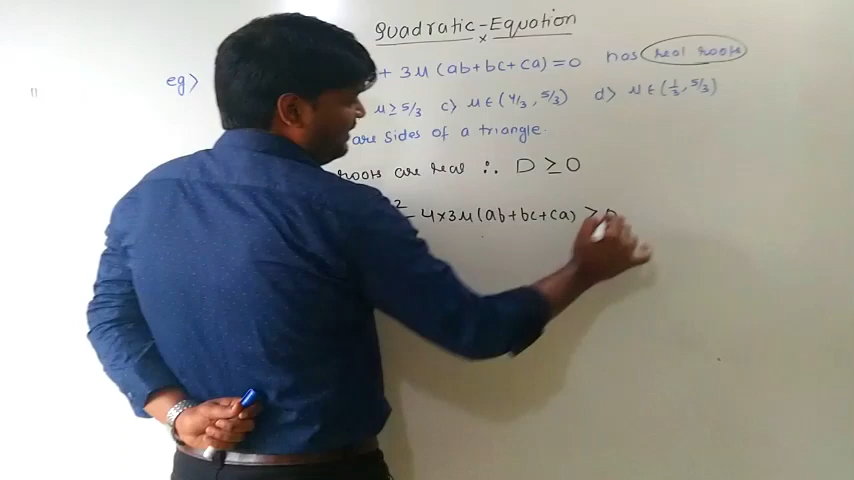 Quadratic-Equation
x
eg> + 3μ(ab+bc+ca)=0 has real roots
μ≥5/3 c> μ∈(4/3, 5/3) d> μ∈(1/3, 5/3)
are sides of a triangle.
roots are real ∴ D≥0
2 - 4×3μ(ab+bc+ca) ≥0